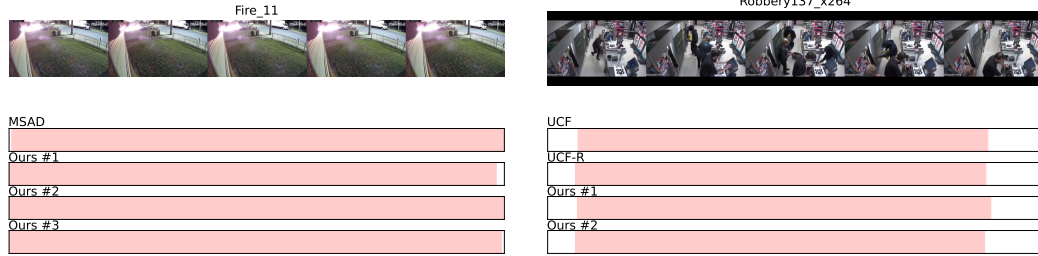 Fire_11
MSAD
Ours #1
Ours #2
Ours #3
Robbery137_x264
UCF
UCF-R
Ours #1
Ours #2